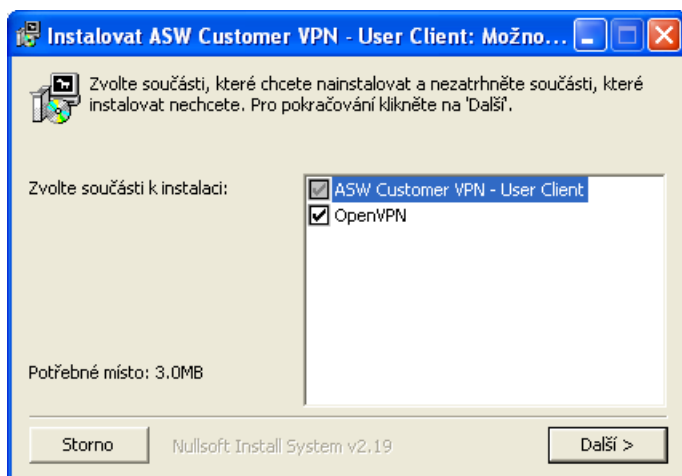 Instalovat ASW Customer VPN - User Client: Možno...
Zvolte součásti, které chcete nainstalovat a nezatrhněte součásti, které
instalovat nechcete. Pro pokračování klikněte na 'Další'.
Zvolte součásti k instalaci:
ASW Customer VPN - User Client
OpenVPN
Potřebné místo: 3.0MB
Storno
Nullsoft Install System v2.19
Další >